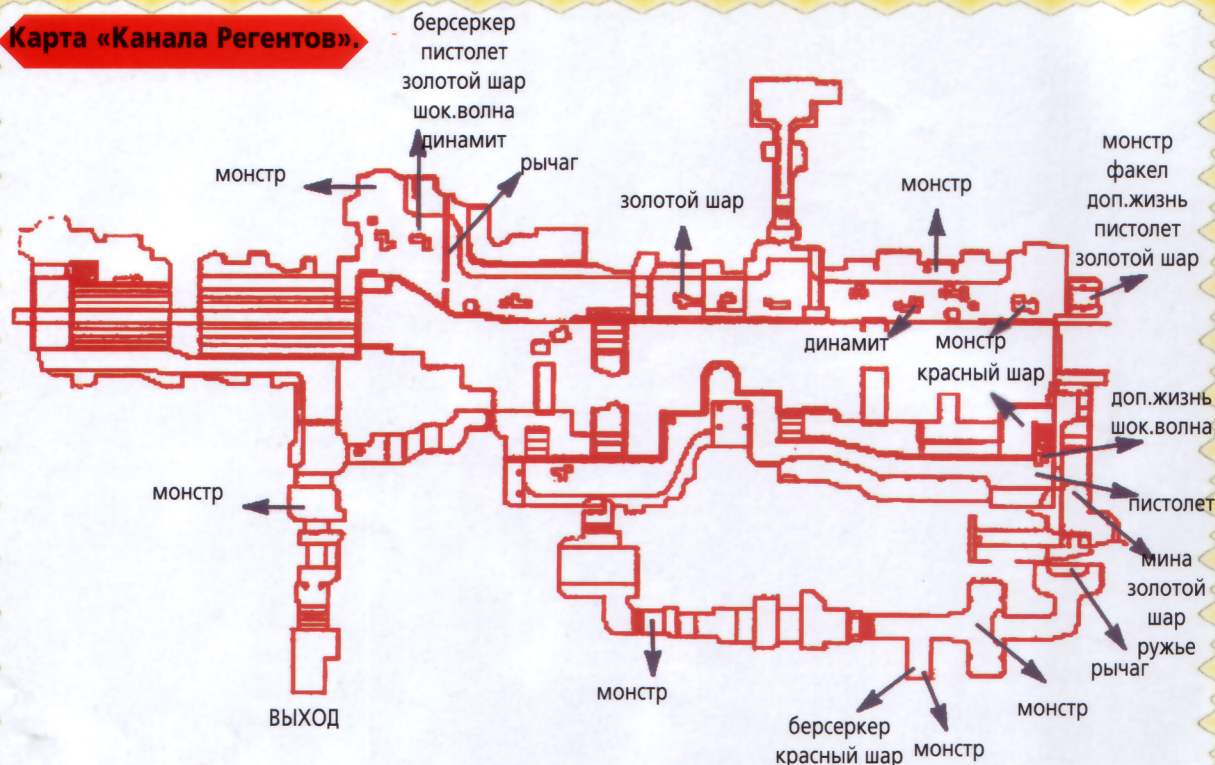 Карта «Канала Регентов».
берсеркер
пистолет
золотой шар
шок.волна
динамит
монстр
рычаг
золотой шар
монстр
монстр
факел
доп.жизнь
пистолет
золотой шар
динамит
монстр
красный шар
доп.жизнь
шок.волна
монстр
пистолет
мина
золотой
шар
ружье
рычаг
монстр
монстр
ВЫХОД
берсеркер
красный шар
монстр